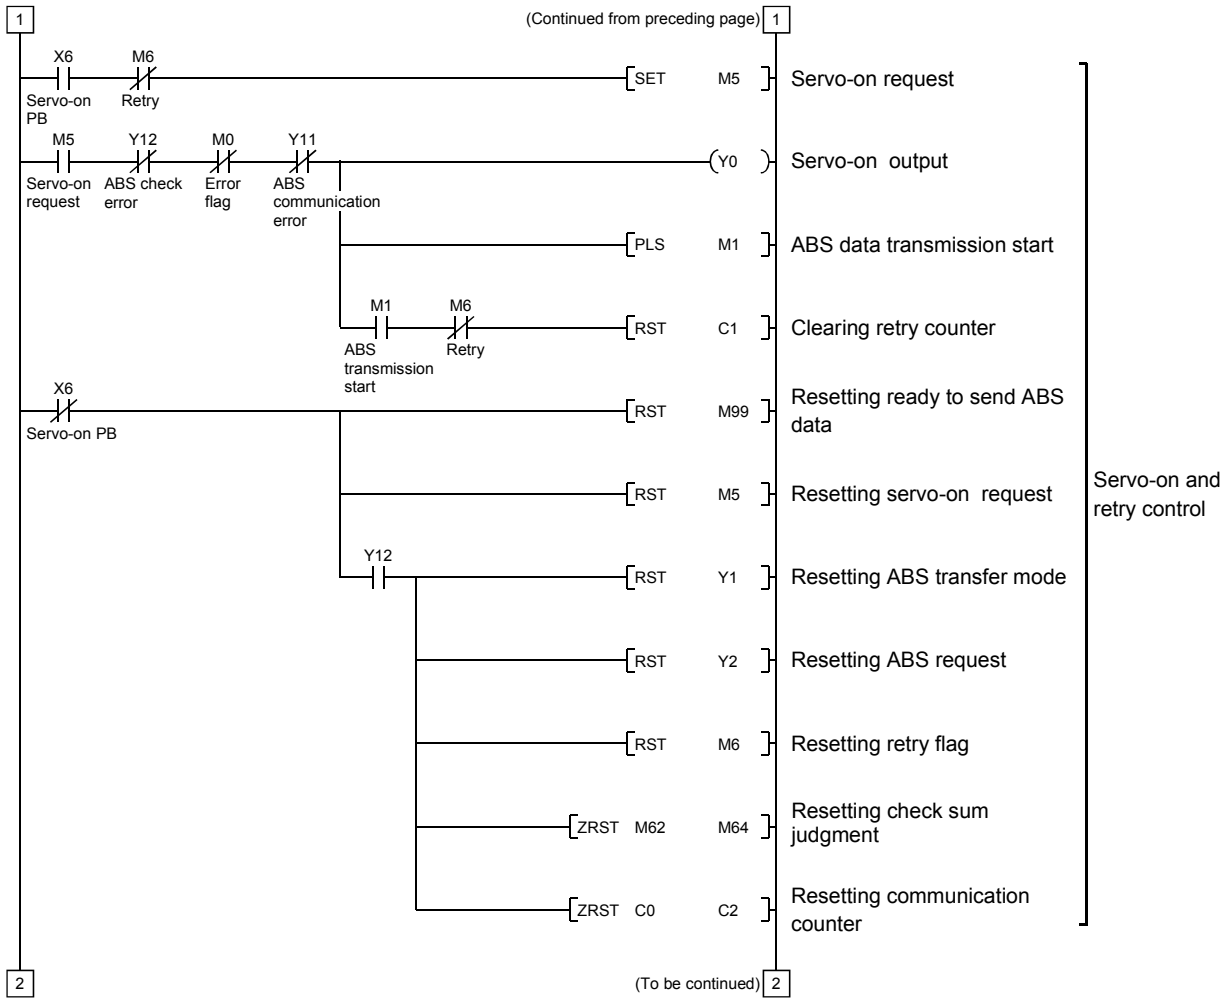 1 (Continued from preceding page) 1
X6 M6
SET M5 Servo-on request
Servo-on Retry
PB
M5 Y12 M0 Y11
Y0 Servo-on output
Servo-on ABS check Error ABS
request error flag communication
error
PLS M1 ABS data transmission start
M1 M6
RST C1 Clearing retry counter
ABS Retry
transmission
start
X6
RST M99 Resetting ready to send ABS
data
Servo-on PB
RST M5 Resetting servo-on request
Servo-on and
retry control
Y12
RST Y1 Resetting ABS transfer mode
RST Y2 Resetting ABS request
RST M6 Resetting retry flag
ZRST M62 M64 Resetting check sum
judgment
ZRST C0 C2 Resetting communication
counter
2 (To be continued) 2